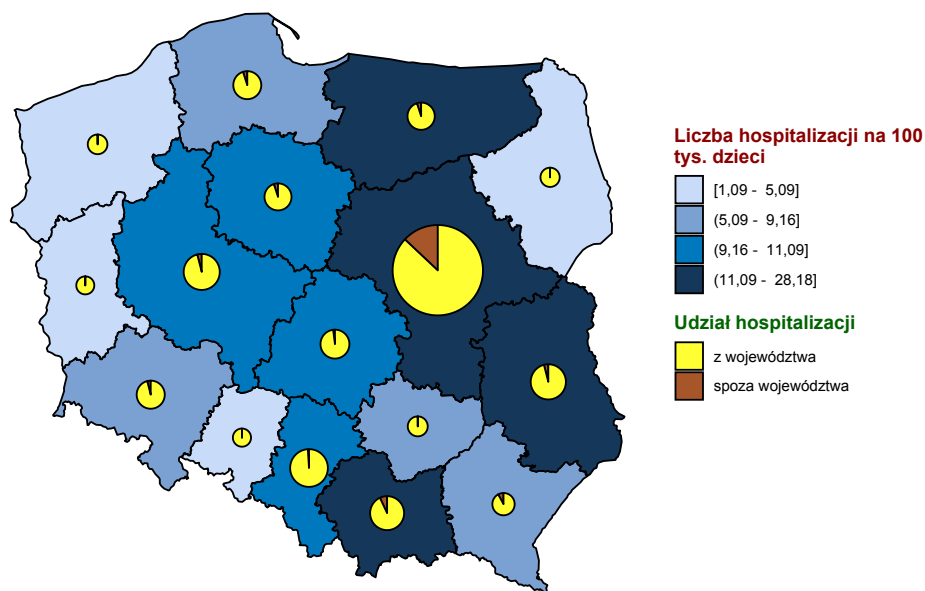 Liczba hospitalizacji na 100
tys. dzieci
[1,09 - 5,09]
(5,09 - 9,16]
(9,16 - 11,09]
(11,09 - 28,18]
Udział hospitalizacji
z województwa
spoza województwa